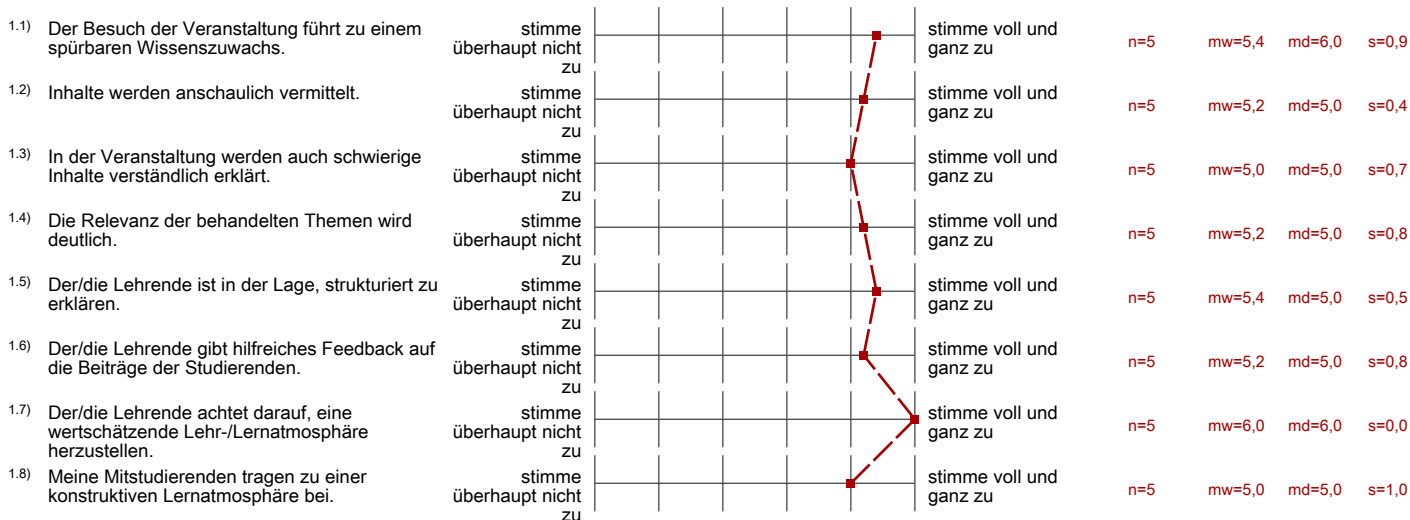 1.1) Der Besuch der Veranstaltung führt zu einem spürbaren Wissenszuwachs.
stimme überhaupt nicht zu
stimme voll und ganz zu
n=5 mw=5,4 md=6,0 s=0,9
1.2) Inhalte werden anschaulich vermittelt.
stimme überhaupt nicht zu
stimme voll und ganz zu
n=5 mw=5,2 md=5,0 s=0,4
1.3) In der Veranstaltung werden auch schwierige Inhalte verständlich erklärt.
stimme überhaupt nicht zu
stimme voll und ganz zu
n=5 mw=5,0 md=5,0 s=0,7
1.4) Die Relevanz der behandelten Themen wird deutlich.
stimme überhaupt nicht zu
stimme voll und ganz zu
n=5 mw=5,2 md=5,0 s=0,8
1.5) Der/die Lehrende ist in der Lage, strukturiert zu erklären.
stimme überhaupt nicht zu
stimme voll und ganz zu
n=5 mw=5,4 md=5,0 s=0,5
1.6) Der/die Lehrende gibt hilfreiches Feedback auf die Beiträge der Studierenden.
stimme überhaupt nicht zu
stimme voll und ganz zu
n=5 mw=5,2 md=5,0 s=0,8
1.7) Der/die Lehrende achtet darauf, eine wertschätzende Lehr-/Lernatmosphäre herzustellen.
stimme überhaupt nicht zu
stimme voll und ganz zu
n=5 mw=6,0 md=6,0 s=0,0
1.8) Meine Mitstudierenden tragen zu einer konstruktiven Lernatmosphäre bei.
stimme überhaupt nicht zu
stimme voll und ganz zu
n=5 mw=5,0 md=5,0 s=1,0